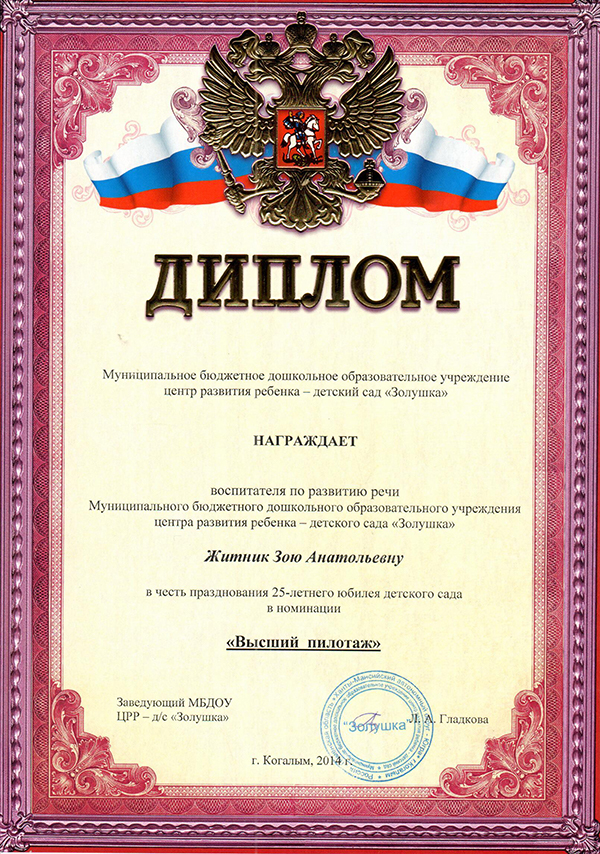 ДИПЛОМ
Муниципальное бюджетное дошкольное образовательное учреждение
центр развития ребенка – детский сад «Золушка»
НАГРАЖДАЕТ
воспитателя по развитию речи
Муниципального бюджетного дошкольного образовательного учреждения
центра развития ребенка – детского сада «Золушка»
Житник Зою Анатольевну
в честь празднования 25-летнего юбилея детского сада
в номинации
«Высший пилотаж»
Заведующий МБДОУ
ЦРР – д/с «Золушка»
"Золушка"
Л. А. Гладкова
г. Когалым, 2014 г.